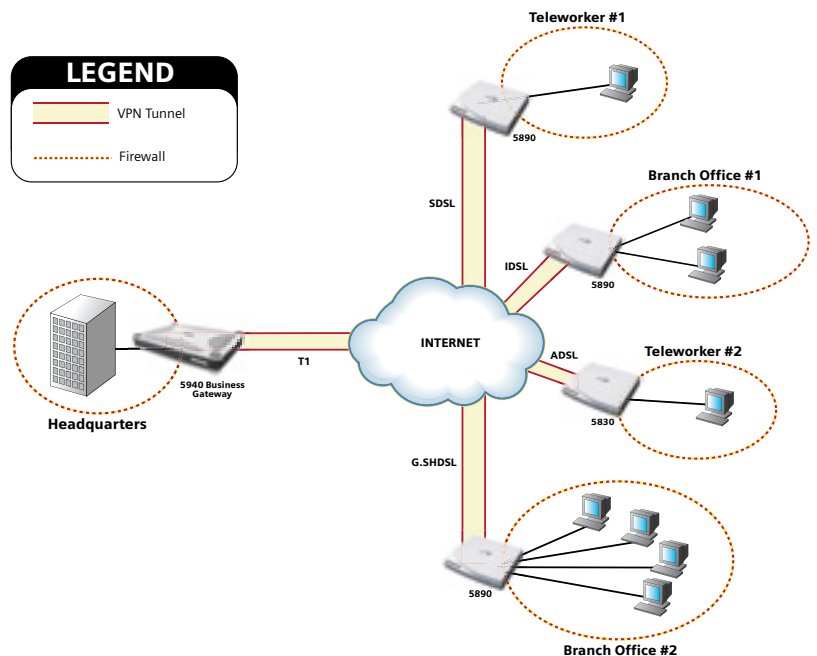 Teleworker #1
LEGEND
VPN Tunnel
Firewall
5890
SDSL
Branch Office #1
IDSL
5890
INTERNET
T1
5940 Business
Gateway
Headquarters
ADSL
Teleworker #2
5830
G.SHDSL
5890
Branch Office #2